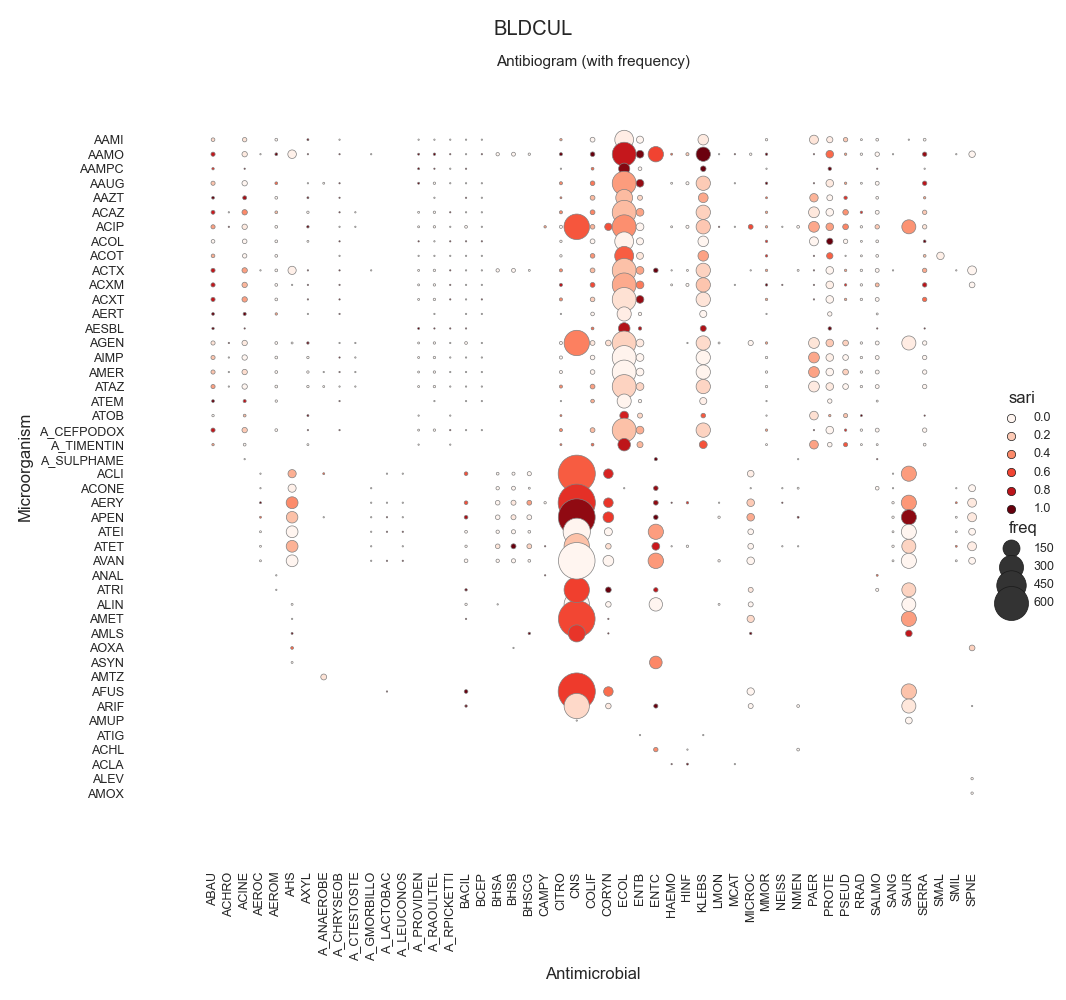 BLDCUL
Antibiogram (with frequency)
Microorganism
AAMI
AAMO
AAMPC
AAUG
AAZT
ACAZ
ACIP
ACOL
ACOT
ACTX
ACXM
ACXT
AERT
AESBL
AGEN
AIMP
AMER
ATAZ
ATEM
ATOB
A_CEFPODOX
A_TIMENTIN
A_SULPHAME
ACLI
ACONE
AERY
APEN
ATEI
ATET
AVAN
ANAL
ATRI
ALIN
AMET
AMLS
AOXA
ASYN
AMTZ
AFUS
ARIF
AMUP
ATIG
ACHL
ACLA
ALEV
AMOX
sari
0.0
0.2
0.4
0.6
0.8
1.0
freq
150
300
450
600
ABAU
ACHRO
ACINE
AEROC
AEROM
AHS
AXYL
A_ANAEROBE
A_CHRYSEOB
A_CTESTOSTE
A_GMORBILLO
A_LACTOBAC
A_LEUCONOS
A_PROVIDEN
A_RAOULTEL
A_RPICKETTI
BACIL
BCEP
BHSA
BHSB
BHSCG
CAMPY
CITRO
CNS
COLIF
CORYN
ECOL
ENTB
ENTC
HAEMO
HINF
KLEBS
LMON
MCAT
MICROC
MMOR
NEISS
NMEN
PAER
PROTE
PSEUD
RRAD
SALMO
SANG
SAUR
SERRA
SMAL
SMIL
SPNE
Antimicrobial